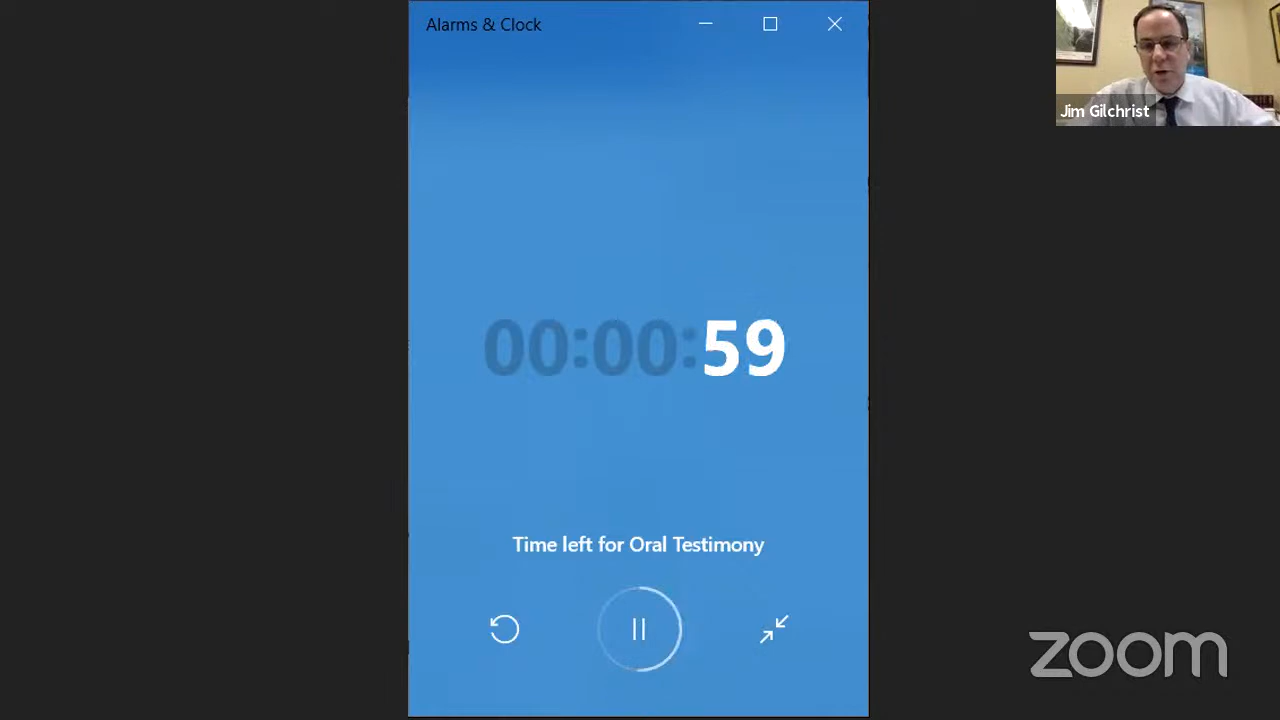 Alarms & Clock
Jim Gilchrist
00:00:59
Time left for Oral Testimony
zoom